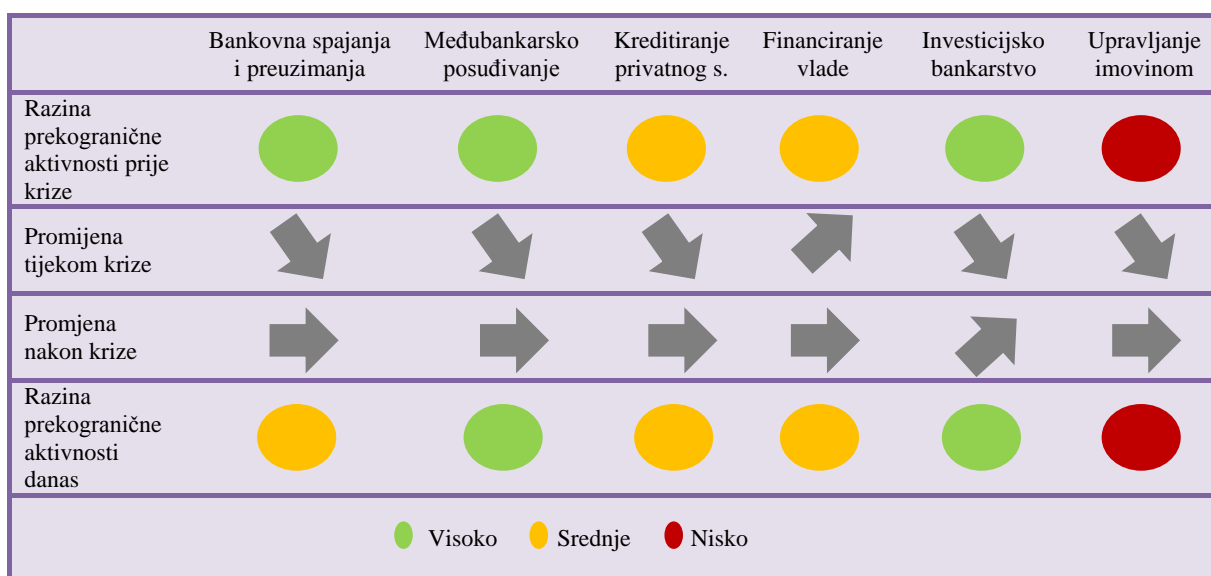 Bankovna spajanja
i preuzimanja
Međubankarsko
posuđivanje
Kreditiranje
privatnog s.
Financiranje
vlade
Investicijsko
bankarstvo
Upravljanje
imovinom
Razina
prekogranične
aktivnosti prije
krize
Promijena
tijekom krize
Promjena
nakon krize
Razina
prekogranične
aktivnosti
danas
Visoko
Srednje
Nisko